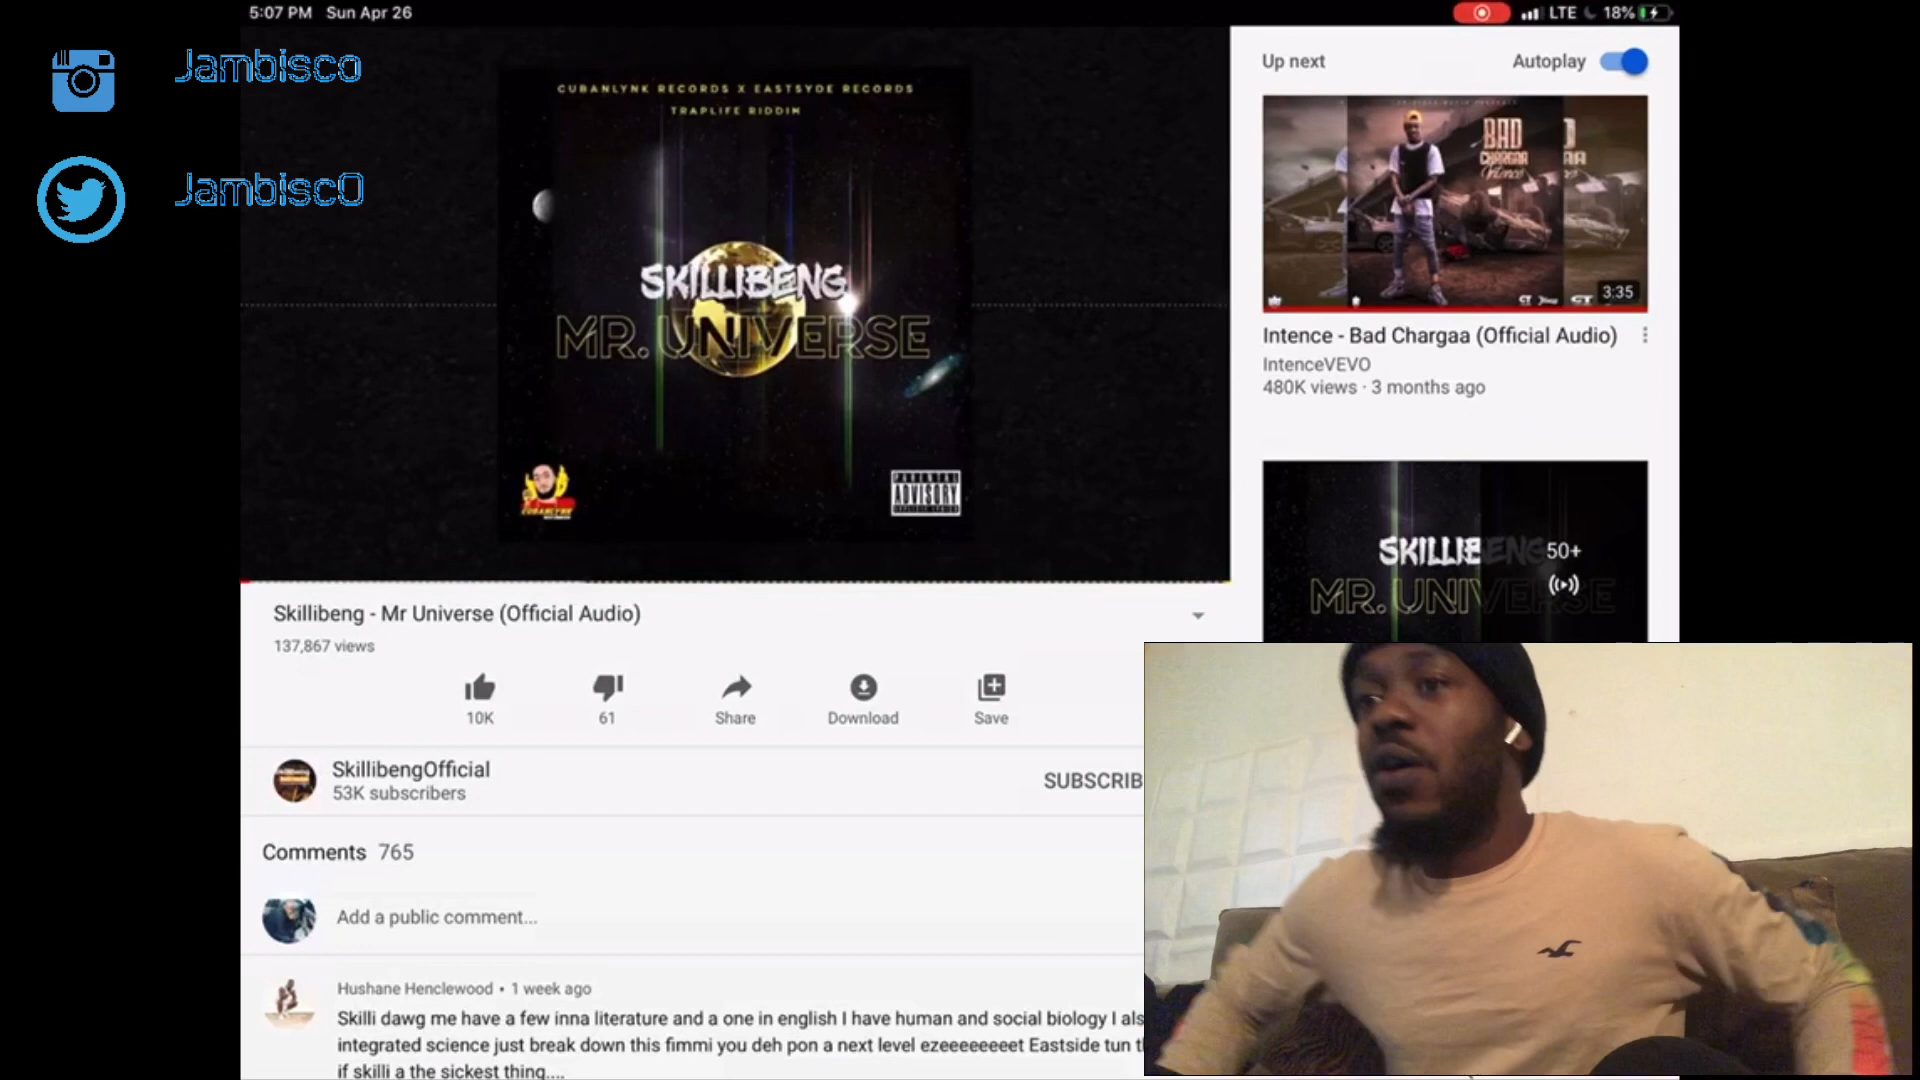 5:07 PM Sun Apr 26
LTE 18%
Jambisco
Jambisc0
CUBANLYNK RECORDS X EASTSYDE RECORDS
TRAPLIFE RIDDIM
SKILLIBENG
MR. UNIVERSE
PARENTAL
ADVISORY
EXPLICIT LYRICS
Skillibeng - Mr Universe (Official Audio)
137,867 views
10K
61
Share
Download
Save
SkillibengOfficial
53K subscribers
SUBSCRIB
Comments 765
Add a public comment...
Hushane Henclewood • 1 week ago
Skilli dawg me have a few inna literature and a one in english I have human and social biology I als
integrated science just break down this fimmi you deh pon a next level ezeeeeeeeet Eastside tun t
if skilli a the sickest thing....
Up next
Autoplay
BAD
CHARGAA
Intence
3:35
Intence - Bad Chargaa (Official Audio)
IntenceVEVO
480K views · 3 months ago
SKILLIBENG
MR. UNIVERSE
50+